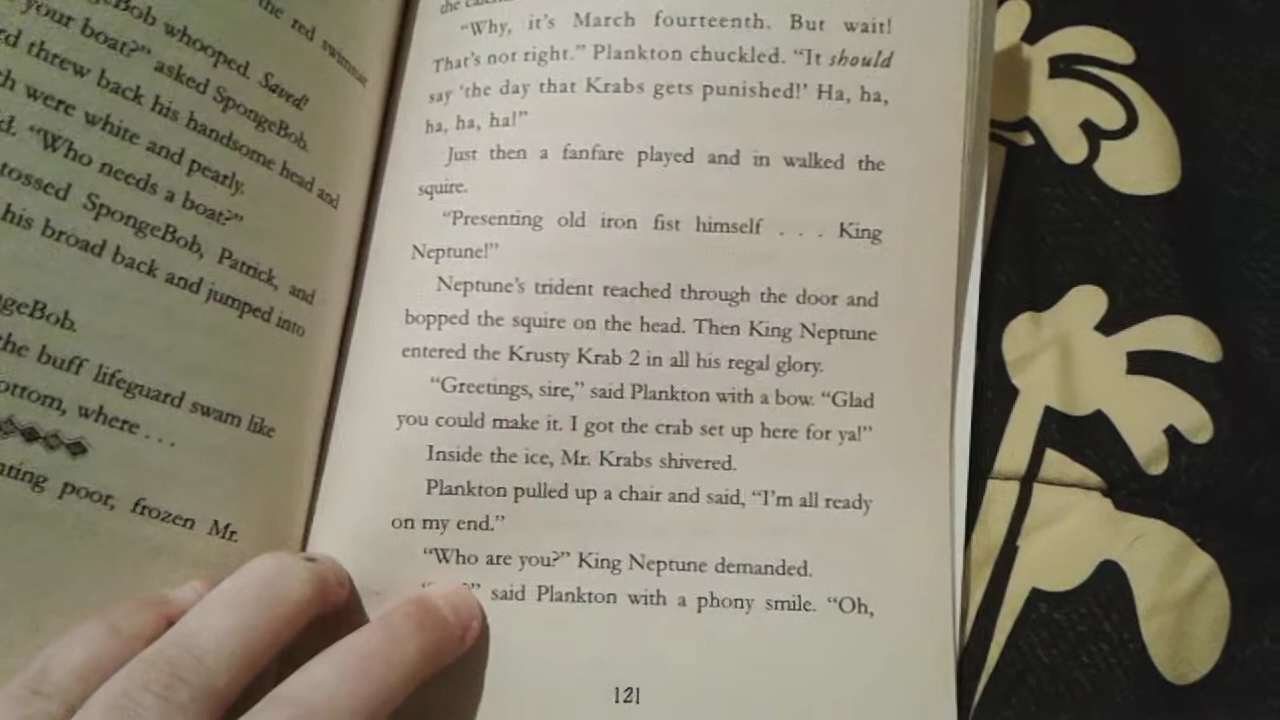 the red swimsuit
geBob whooped. Saved!
your boat?" asked SpongeBob.
threw back his handsome head and
were white and pearly.
"Who needs a boat?"
tossed SpongeBob, Patrick, and
his broad back and jumped into
ngeBob.
the buff lifeguard swam like
ottom, where . . .
ating poor, frozen Mr.
the
"Why, it's March fourteenth. But wait!
That's not right." Plankton chuckled. "It should
say 'the day that Krabs gets punished!' Ha, ha,
ha, ha, ha!"
Just then a fanfare played and in walked the
squire.
"Presenting old iron fist himself . . . King
Neptune!"
Neptune's trident reached through the door and
bopped the squire on the head. Then King Neptune
entered the Krusty Krab 2 in all his regal glory.
"Greetings, sire," said Plankton with a bow. "Glad
you could make it. I got the crab set up here for ya!"
Inside the ice, Mr. Krabs shivered.
Plankton pulled up a chair and said, "I'm all ready
on my end."
"Who are you?" King Neptune demanded.
said Plankton with a phony smile. "Oh,
121